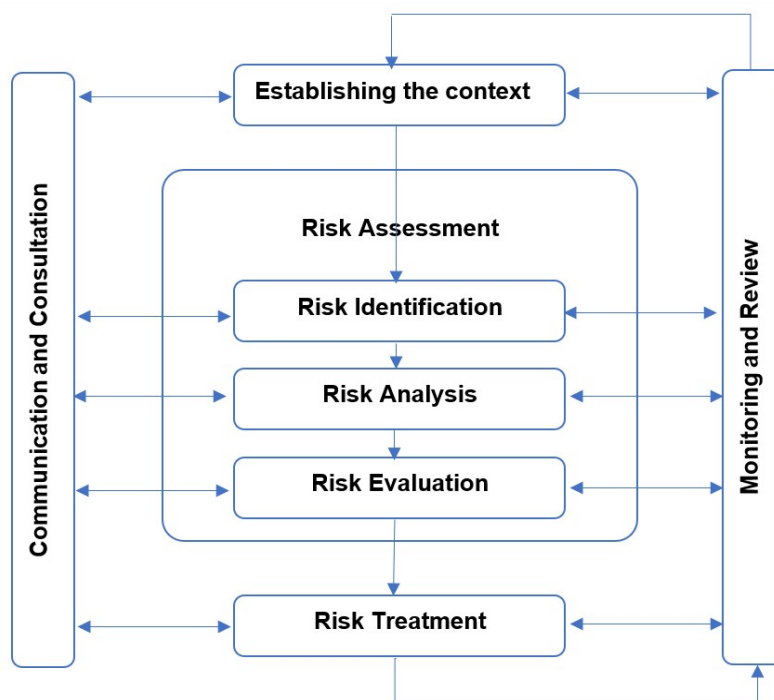 Establishing the context
Communication and Consultation
Risk Assessment
Risk Identification
Risk Analysis
Risk Evaluation
Risk Treatment
Monitoring and Review